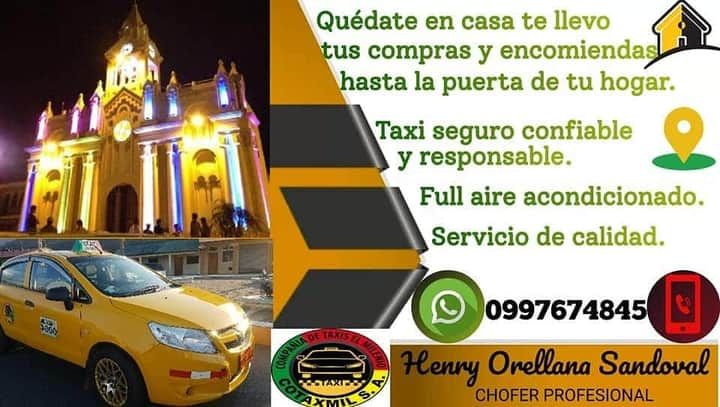 Quédate en casa te llevo
tus compras y encomiendas
hasta la puerta de tu hogar.
Taxi seguro confiable
y responsable.
Full aire acondicionado.
Servicio de calidad.
0997674845
COMPAÑIA DE TAXIS EL MILENIO
TAXI
COTAXMIL S.A.
Henry Orellana Sandoval
CHOFER PROFESIONAL